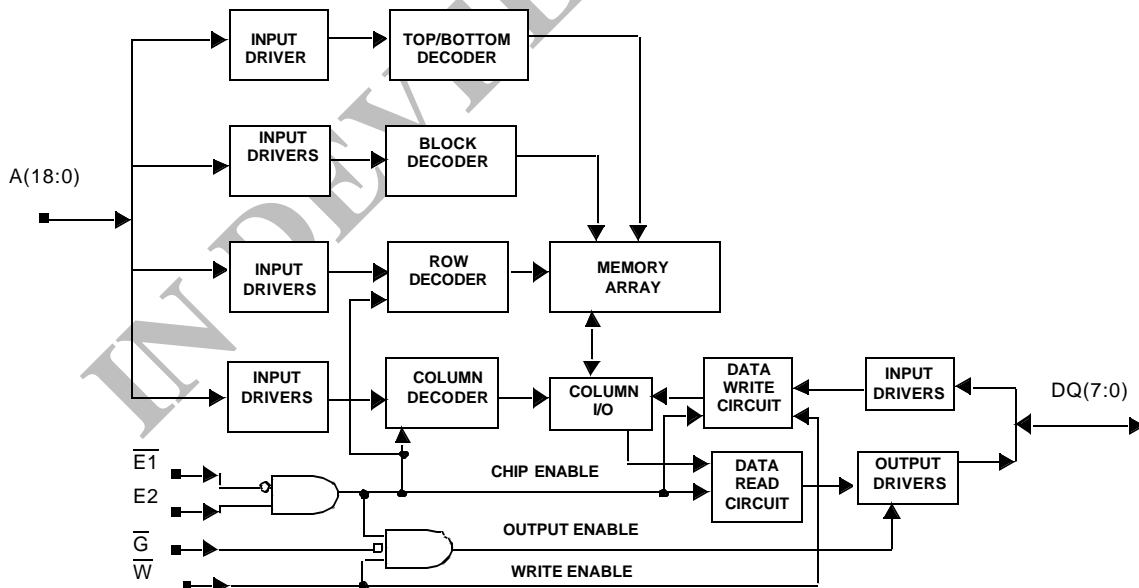 INPUT
DRIVER
TOP/BOTTOM
DECODER
INPUT
DRIVERS
BLOCK
DECODER
A(18:0)
INPUT
DRIVERS
ROW
DECODER
MEMORY
ARRAY
INPUT
DRIVERS
COLUMN
DECODER
COLUMN
I/O
DATA
WRITE
CIRCUIT
INPUT
DRIVERS
DQ(7:0)
E1
E2
CHIP ENABLE
DATA
READ
CIRCUIT
OUTPUT
DRIVERS
G
OUTPUT ENABLE
W
WRITE ENABLE